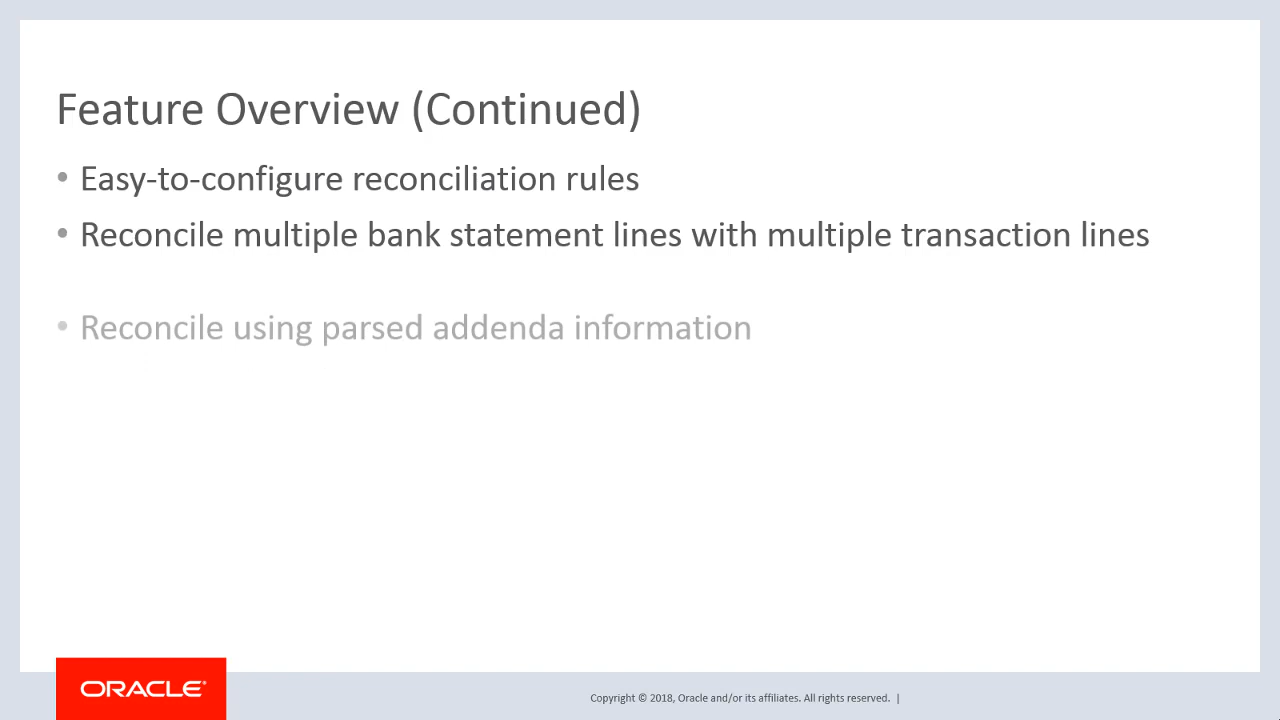 Feature Overview (Continued)
• Easy-to-configure reconciliation rules
• Reconcile multiple bank statement lines with multiple transaction lines
• Reconcile using parsed addenda information
ORACLE®
Copyright © 2018, Oracle and/or its affiliates. All rights reserved. |